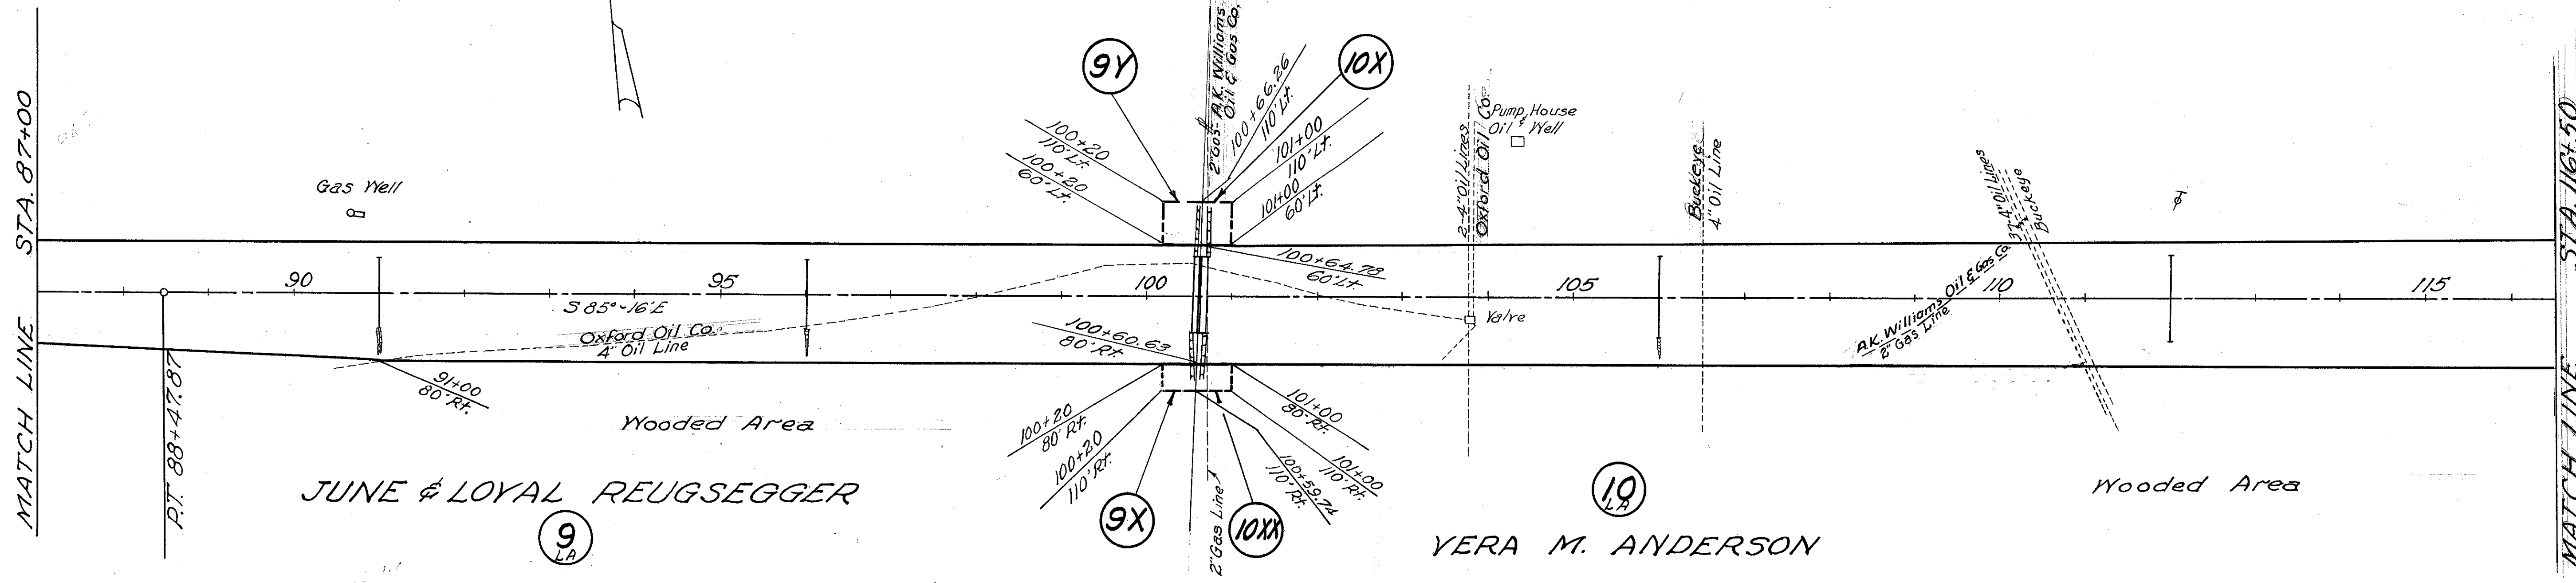 MATCH LINE STA. 87+00
Gas Well
90
95
100
105
110
115
S 85°~16'E
P.T. 88+47.87
91+00
80' Rt.
Oxford Oil Co.
4" Oil Line
Wooded Area
JUNE & LOYAL REUGSEGGER
9
LA
9Y
10X
100+20
110' Lt.
100+20
60' Lt.
2" Gas- A.K. Williams
Oil & Gas Co.
100+66.26
110' Lt.
101+00
110' Lt.
101+00
60' Lt.
100+64.78
60' Lt.
100+60.63
80' Rt.
100+20
80' Rt.
100+20
110' Rt.
9X
10XX
2" Gas Line
101+00
80' Rt.
101+00
110' Rt.
100+59.74
110' Rt.
2-4" Oil Lines
Oxford Oil Co.
Pump House
Oil & Well
Valve
Buckeye
4" Oil Line
A.K. Williams Oil & Gas Co.
2" Gas Line
4" Oil Lines
Buckeye
10
LA
VERA M. ANDERSON
Wooded Area
MATCH LINE STA. 116+50